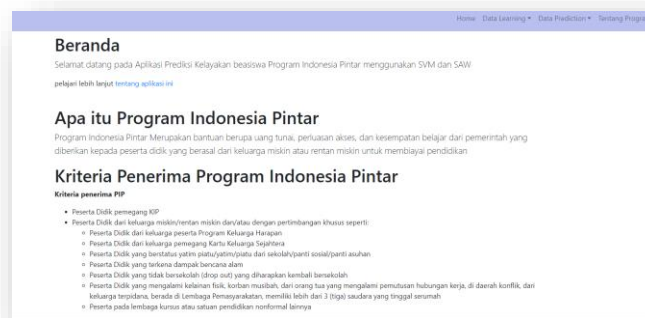 Home Data Learning Data Prediction Tentang Program
Beranda
Selamat datang pada Aplikasi Prediksi Kelayakan beasiswa Program Indonesia Pintar menggunakan SVM dan SAW.
pelajari lebih lanjut tentang aplikasi ini
Apa itu Program Indonesia Pintar
Program Indonesia Pintar Merupakan bantuan berupa uang tunai, perluasan akses, dan kesempatan belajar dari pemerintah yang
diberikan kepada peserta didik yang berasal dari keluarga miskin atau rentan miskin untuk membiayai pendidikan
Kriteria Penerima Program Indonesia Pintar
Kriteria penerima PIP
Peserta Didik pemegang KIP
Peserta Didik dari keluarga miskin/rentan miskin dan/atau dengan pertimbangan khusus seperti:
Peserta Didik dari keluarga peserta Program Keluarga Harapan
Peserta Didik dari keluarga pemegang Kartu Keluarga Sejahtera
Peserta Didik yang berstatus yatim piatu/yatim/piatu dari sekolah/panti sosial/panti asuhan
Peserta Didik yang terkena dampak bencana alam
Peserta Didik yang tidak bersekolah (drop out) yang diharapkan kembali bersekolah
Peserta Didik yang mengalami kelainan fisik, korban musibah, dari orang tua yang mengalami pemutusan hubungan kerja, di daerah konflik, dari
keluarga terpidana, berada di Lembaga Pemasyarakatan, memiliki lebih dari 3 (tiga) saudara yang tinggal serumah
Peserta pada lembaga kursus atau satuan pendidikan nonformal lainnya